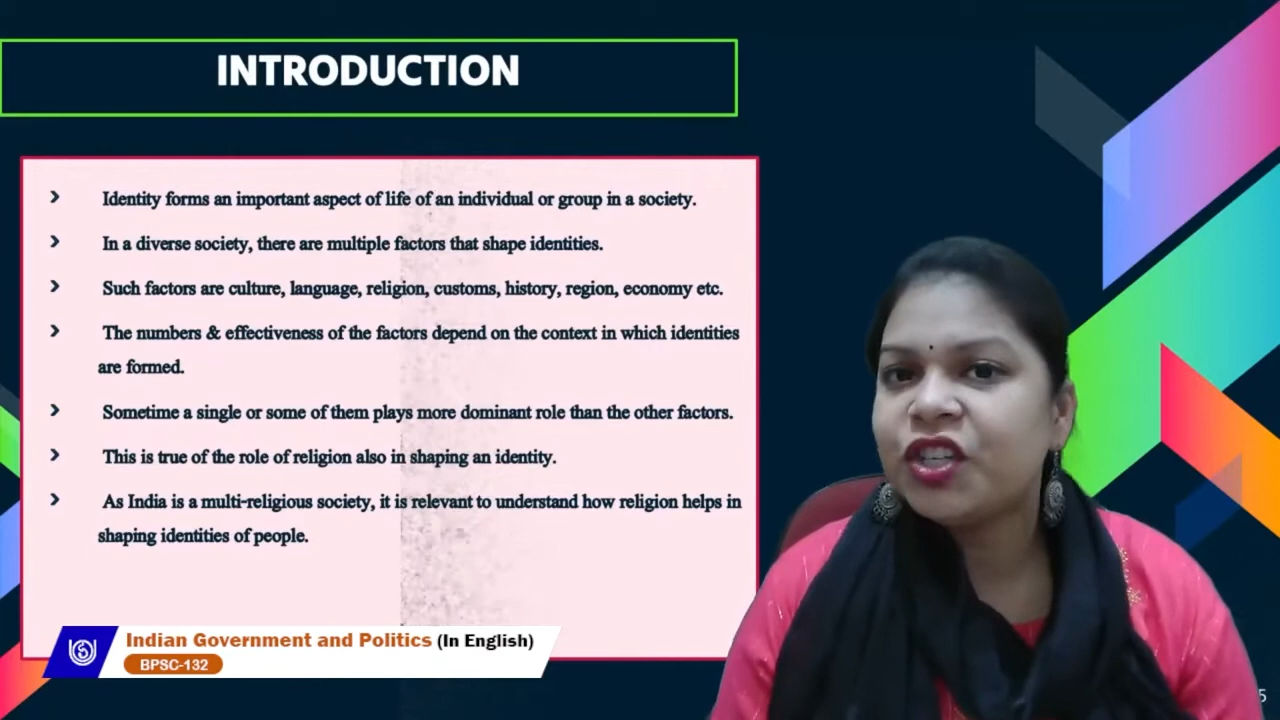 INTRODUCTION
› Identity forms an important aspect of life of an individual or group in a society.
› In a diverse society, there are multiple factors that shape identities.
› Such factors are culture, language, religion, customs, history, region, economy etc.
› The numbers & effectiveness of the factors depend on the context in which identities
are formed.
› Sometime a single or some of them plays more dominant role than the other factors.
› This is true of the role of religion also in shaping an identity.
› As India is a multi-religious society, it is relevant to understand how religion helps in
shaping identities of people.
Indian Government and Politics (In English)
BPSC-132
5